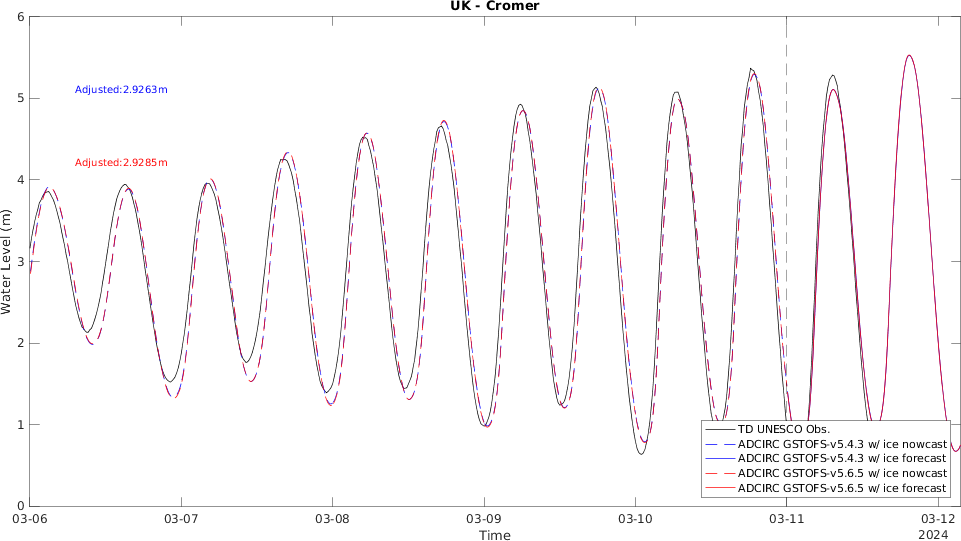 UK - Cromer
6
5
4
3
2
1
0
Water Level (m)
Adjusted:2.9263m
Adjusted:2.9285m
TD UNESCO Obs.
ADCIRC GSTOFS-v5.4.3 w/ ice nowcast
ADCIRC GSTOFS-v5.4.3 w/ ice forecast
ADCIRC GSTOFS-v5.6.5 w/ ice nowcast
ADCIRC GSTOFS-v5.6.5 w/ ice forecast
03-06 03-07 03-08 03-09 03-10 03-11 03-12
Time 2024